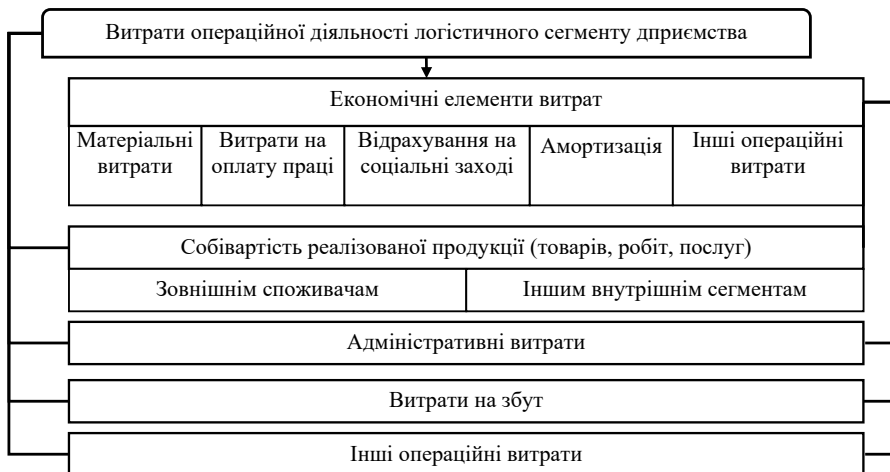 Витрати операційної діяльності логістичного сегменту дприємства
Економічні елементи витрат
Матеріальні
витрати
Витрати на
оплату праці
Відрахування на
соціальні заході
Амортизація
Інші операційні
витрати
Собівартість реалізованої продукції (товарів, робіт, послуг)
Зовнішнім споживачам
Іншим внутрішнім сегментам
Адміністративні витрати
Витрати на збут
Інші операційні витрати